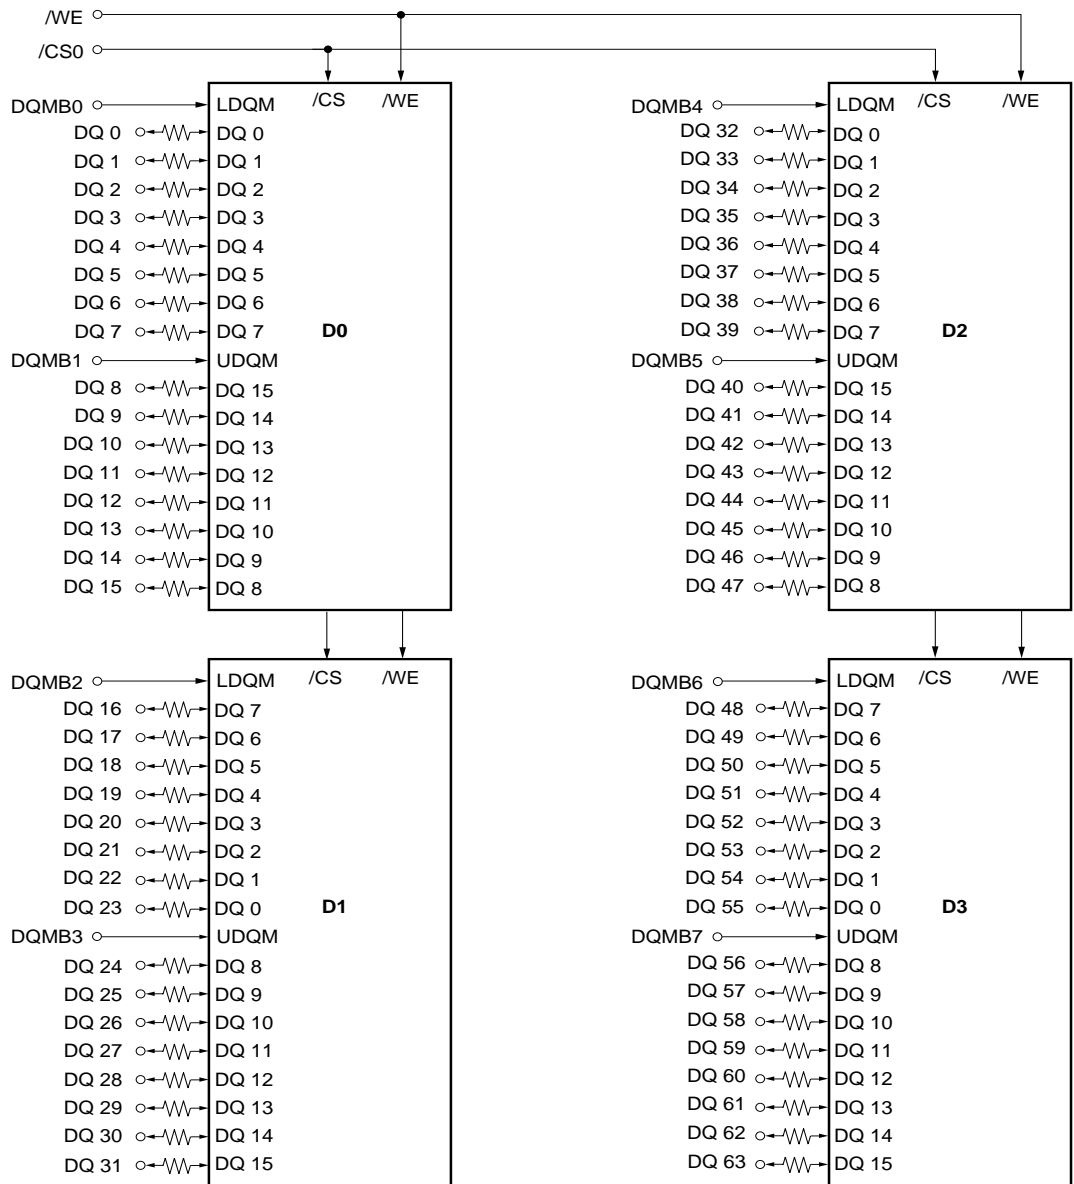 /WE
/CS0
DQMB0 LDQM /CS /WE
DQ 0 DQ 0
DQ 1 DQ 1
DQ 2 DQ 2
DQ 3 DQ 3
DQ 4 DQ 4
DQ 5 DQ 5
DQ 6 DQ 6
DQ 7 DQ 7 D0
DQMB1 UDQM
DQ 8 DQ 15
DQ 9 DQ 14
DQ 10 DQ 13
DQ 11 DQ 12
DQ 12 DQ 11
DQ 13 DQ 10
DQ 14 DQ 9
DQ 15 DQ 8
DQMB4 LDQM /CS /WE
DQ 32 DQ 0
DQ 33 DQ 1
DQ 34 DQ 2
DQ 35 DQ 3
DQ 36 DQ 4
DQ 37 DQ 5
DQ 38 DQ 6
DQ 39 DQ 7 D2
DQMB5 UDQM
DQ 40 DQ 15
DQ 41 DQ 14
DQ 42 DQ 13
DQ 43 DQ 12
DQ 44 DQ 11
DQ 45 DQ 10
DQ 46 DQ 9
DQ 47 DQ 8
DQMB2 LDQM /CS /WE
DQ 16 DQ 7
DQ 17 DQ 6
DQ 18 DQ 5
DQ 19 DQ 4
DQ 20 DQ 3
DQ 21 DQ 2
DQ 22 DQ 1
DQ 23 DQ 0 D1
DQMB3 UDQM
DQ 24 DQ 8
DQ 25 DQ 9
DQ 26 DQ 10
DQ 27 DQ 11
DQ 28 DQ 12
DQ 29 DQ 13
DQ 30 DQ 14
DQ 31 DQ 15
DQMB6 LDQM /CS /WE
DQ 48 DQ 7
DQ 49 DQ 6
DQ 50 DQ 5
DQ 51 DQ 4
DQ 52 DQ 3
DQ 53 DQ 2
DQ 54 DQ 1
DQ 55 DQ 0 D3
DQMB7 UDQM
DQ 56 DQ 8
DQ 57 DQ 9
DQ 58 DQ 10
DQ 59 DQ 11
DQ 60 DQ 12
DQ 61 DQ 13
DQ 62 DQ 14
DQ 63 DQ 15